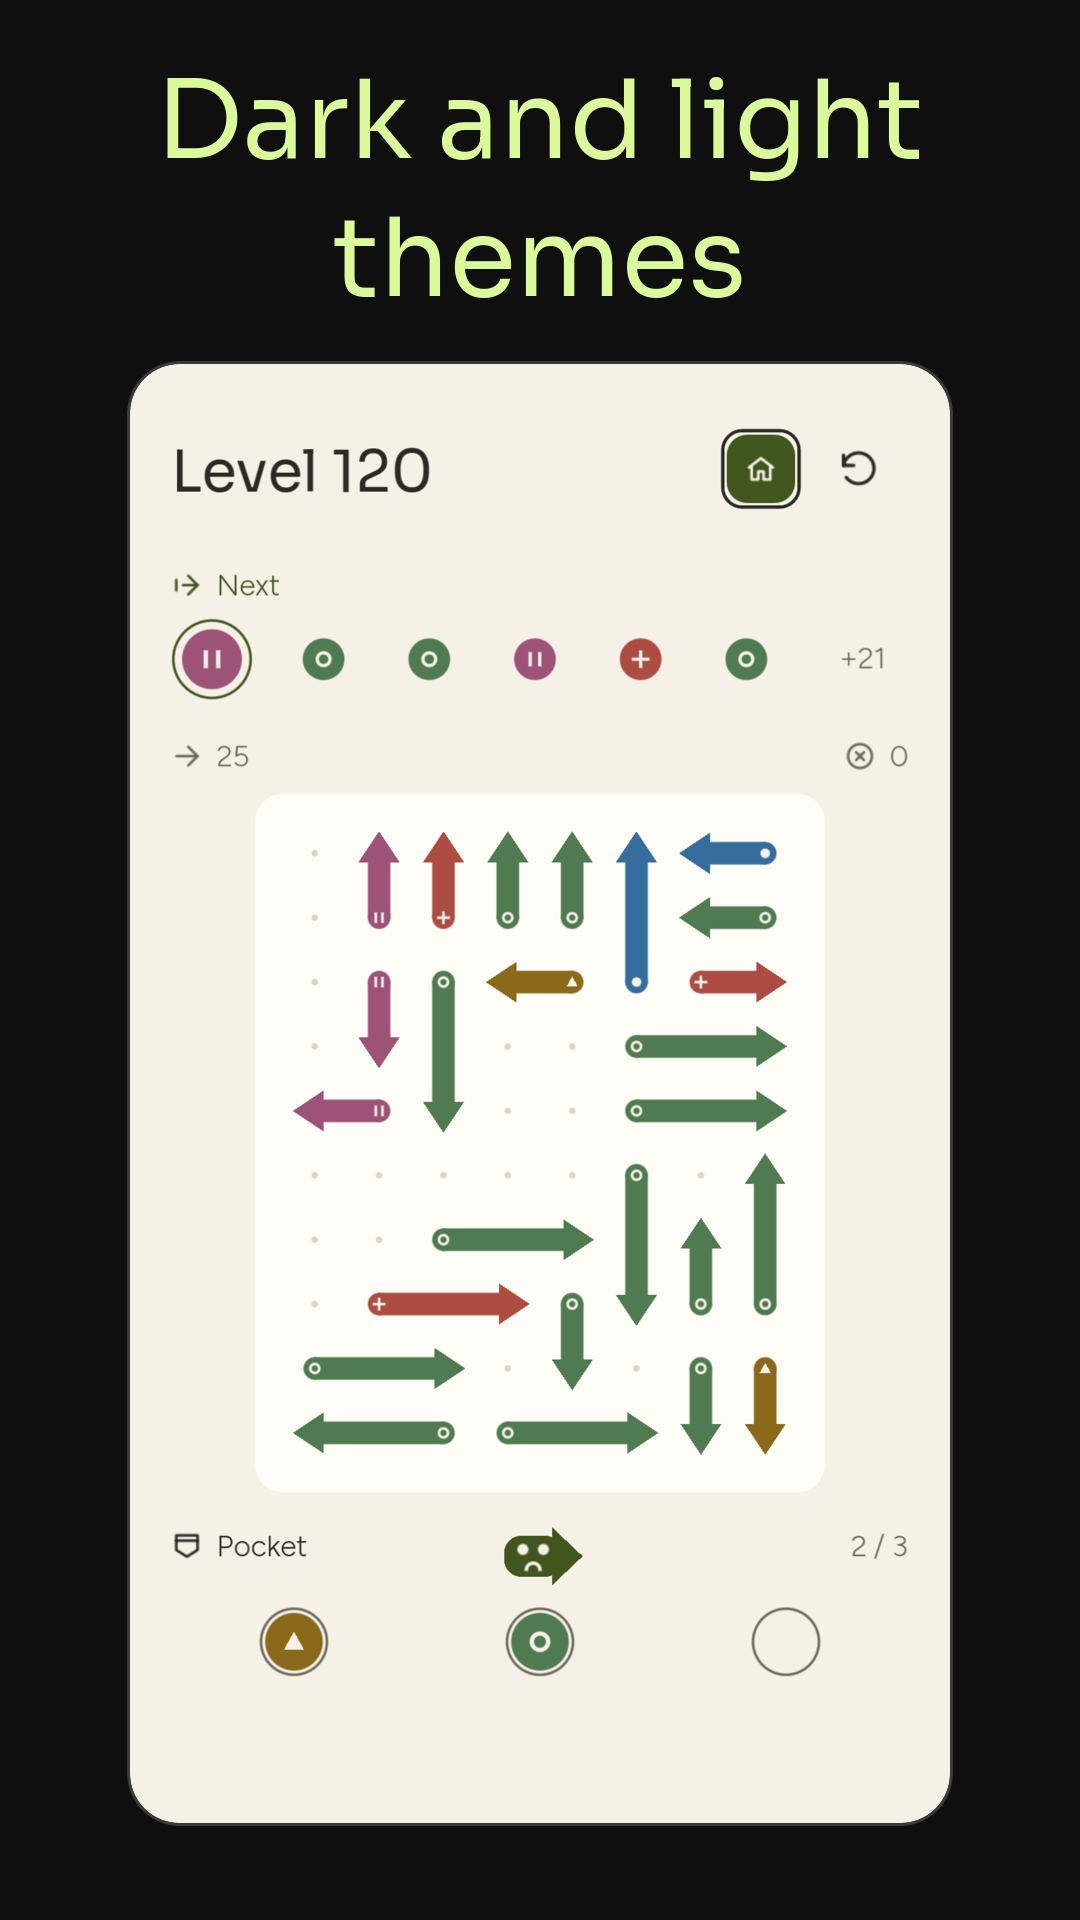 Dark and light
themes
Level 120
Next
+21
25
0
Pocket
2 / 3